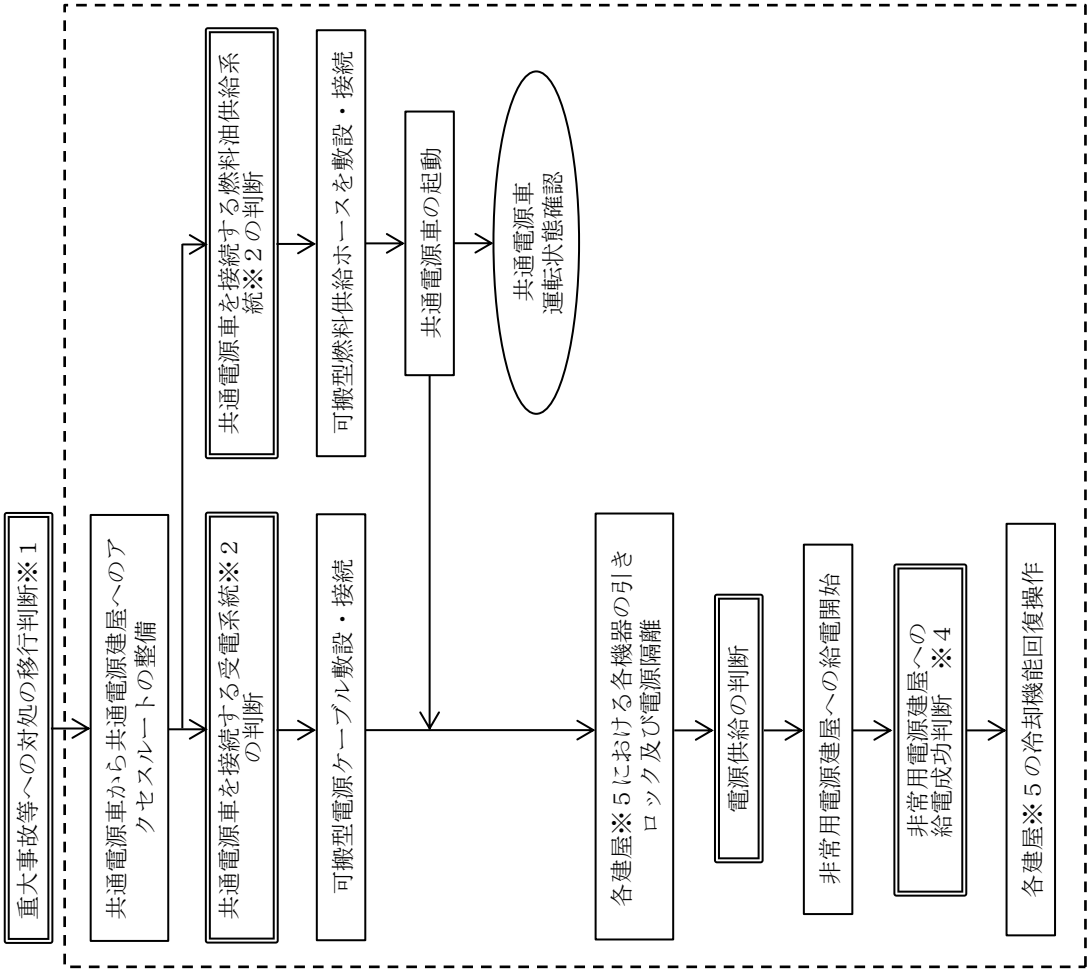 重大事故等への対処の移行判断※１
共通電源車から共通電源建屋へのア
クセスルートの整備
共通電源車を接続する受電系統※２
の判断
可搬型電源ケーブル敷設・接続
共通電源車を接続する燃料油供給系
統※２の判断
可搬型燃料供給ホースを敷設・接続
共通電源車の起動
共通電源車
運転状態確認
各建屋※５における各機器の引き
ロック及び電源隔離
電源供給の判断
非常用電源建屋への給電開始
非常用電源建屋への
給電成功判断　※４
各建屋※５の冷却機能回復操作